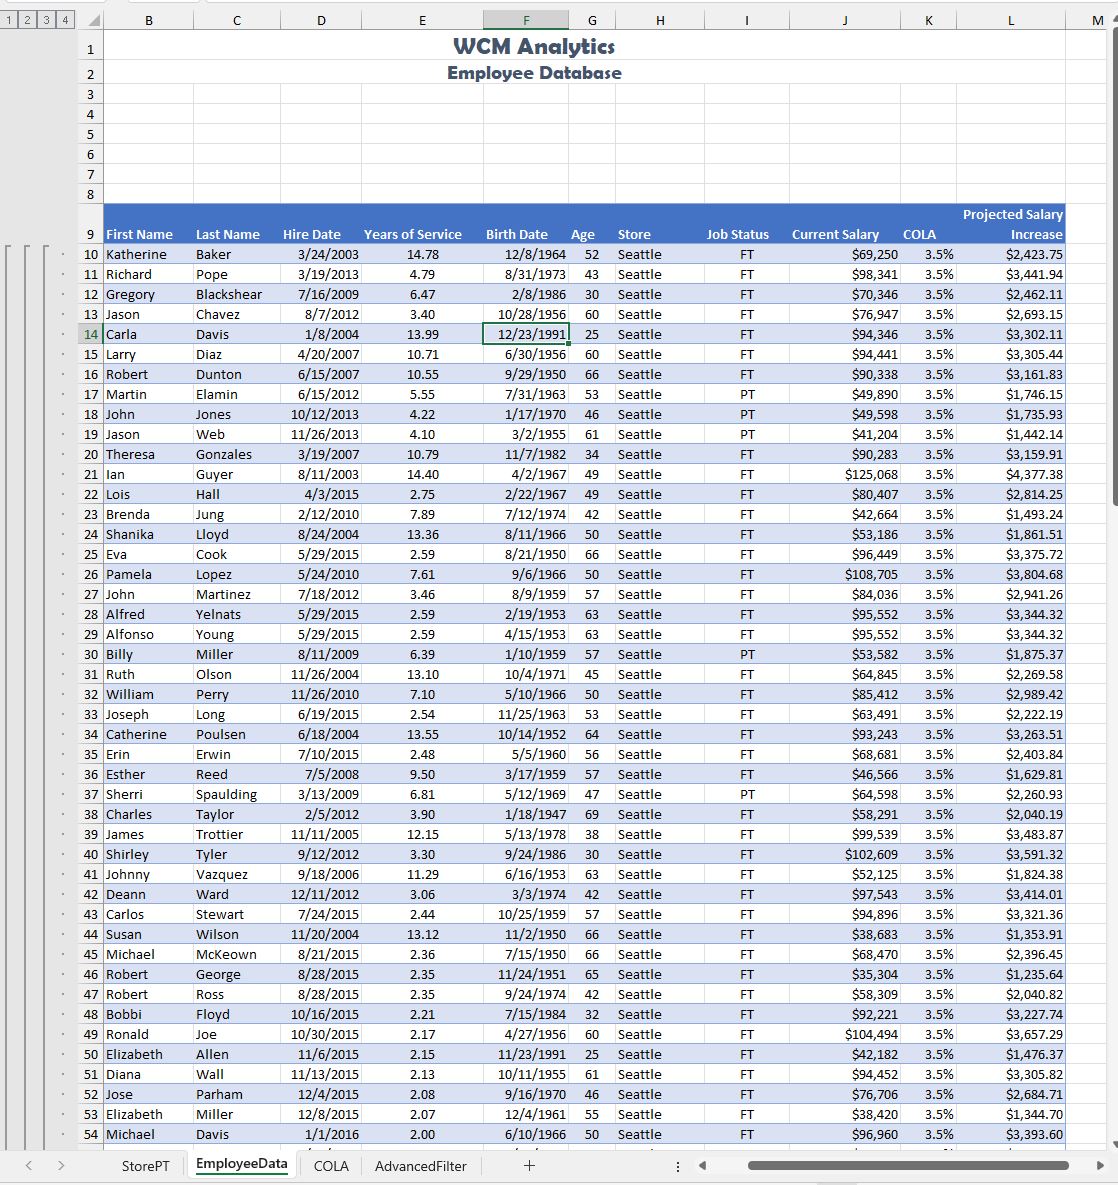 1 2 3 4 B C D E F G H I J K L M
1 WCM Analytics
2 Employee Database
3
4
5
6
7
8
Projected Salary
9 First Name Last Name Hire Date Years of Service Birth Date Age Store Job Status Current Salary COLA Increase
10 Katherine Baker 3/24/2003 14.78 12/8/1964 52 Seattle FT $69,250 3.5% $2,423.75
11 Richard Pope 3/19/2013 4.79 8/31/1973 43 Seattle FT $98,341 3.5% $3,441.94
12 Gregory Blackshear 7/16/2009 6.47 2/8/1986 30 Seattle FT $70,346 3.5% $2,462.11
13 Jason Chavez 8/7/2012 3.40 10/28/1956 60 Seattle FT $76,947 3.5% $2,693.15
14 Carla Davis 1/8/2004 13.99 12/23/1991 25 Seattle FT $94,346 3.5% $3,302.11
15 Larry Diaz 4/20/2007 10.71 6/30/1956 60 Seattle FT $94,441 3.5% $3,305.44
16 Robert Dunton 6/15/2007 10.55 9/29/1950 66 Seattle FT $90,338 3.5% $3,161.83
17 Martin Elamin 6/15/2012 5.55 7/31/1963 53 Seattle PT $49,890 3.5% $1,746.15
18 John Jones 10/12/2013 4.22 1/17/1970 46 Seattle FT $49,598 3.5% $1,735.93
19 Jason Web 11/26/2013 4.10 3/2/1955 61 Seattle PT $41,204 3.5% $1,442.14
20 Theresa Gonzales 3/19/2007 10.79 11/7/1982 34 Seattle FT $90,283 3.5% $3,159.91
21 Ian Guyer 8/11/2003 14.40 4/2/1967 49 Seattle FT $125,068 3.5% $4,377.38
22 Lois Hall 4/3/2015 2.75 2/22/1967 49 Seattle FT $80,407 3.5% $2,814.25
23 Brenda Jung 2/12/2010 7.89 7/12/1974 42 Seattle FT $42,664 3.5% $1,493.24
24 Shanika Lloyd 8/24/2004 13.36 8/11/1966 50 Seattle FT $53,186 3.5% $1,861.51
25 Eva Cook 5/29/2015 2.59 8/21/1950 66 Seattle FT $96,449 3.5% $3,375.72
26 Pamela Lopez 5/24/2010 7.61 9/6/1966 50 Seattle FT $108,705 3.5% $3,804.68
27 John Martinez 7/18/2012 3.46 8/9/1959 57 Seattle FT $84,036 3.5% $2,941.26
28 Alfred Yelnats 5/29/2015 2.59 2/19/1953 63 Seattle FT $95,552 3.5% $3,344.32
29 Alfonso Young 5/29/2015 2.59 4/15/1953 63 Seattle FT $95,552 3.5% $3,344.32
30 Billy Miller 8/11/2009 6.39 1/10/1959 57 Seattle PT $53,582 3.5% $1,875.37
31 Ruth Olson 11/26/2004 13.10 10/4/1971 45 Seattle FT $64,845 3.5% $2,269.58
32 William Perry 11/26/2010 7.10 5/10/1966 50 Seattle FT $85,412 3.5% $2,989.42
33 Joseph Long 6/19/2015 2.54 11/25/1963 53 Seattle FT $63,491 3.5% $2,222.19
34 Catherine Poulsen 6/18/2004 13.55 10/14/1952 64 Seattle FT $93,243 3.5% $3,263.51
35 Erin Erwin 7/10/2015 2.48 5/5/1960 56 Seattle FT $68,681 3.5% $2,403.84
36 Esther Reed 7/5/2008 9.50 3/17/1959 57 Seattle FT $46,566 3.5% $1,629.81
37 Sherri Spaulding 3/13/2009 6.81 5/12/1969 47 Seattle PT $64,598 3.5% $2,260.93
38 Charles Taylor 2/5/2012 3.90 1/18/1947 69 Seattle FT $58,291 3.5% $2,040.19
39 James Trottier 11/11/2005 12.15 5/13/1978 38 Seattle FT $99,539 3.5% $3,483.87
40 Shirley Tyler 9/12/2012 3.30 9/24/1986 30 Seattle FT $102,609 3.5% $3,591.32
41 Johnny Vazquez 9/18/2006 11.29 6/16/1953 63 Seattle FT $52,125 3.5% $1,824.38
42 Deann Ward 12/11/2012 3.06 3/3/1974 42 Seattle FT $97,543 3.5% $3,414.01
43 Carlos Stewart 7/24/2015 2.44 10/25/1959 57 Seattle FT $94,896 3.5% $3,321.36
44 Susan Wilson 11/20/2004 13.12 11/2/1950 66 Seattle FT $38,683 3.5% $1,353.91
45 Michael McKeown 8/21/2015 2.36 7/15/1950 66 Seattle FT $68,470 3.5% $2,396.45
46 Robert George 8/28/2015 2.35 11/24/1951 65 Seattle FT $35,304 3.5% $1,235.64
47 Robert Ross 8/28/2015 2.35 9/24/1974 42 Seattle FT $58,309 3.5% $2,040.82
48 Bobbi Floyd 10/16/2015 2.21 7/15/1984 32 Seattle FT $92,221 3.5% $3,227.74
49 Ronald Joe 10/30/2015 2.17 4/27/1956 60 Seattle FT $104,494 3.5% $3,657.29
50 Elizabeth Allen 11/6/2015 2.15 11/23/1991 25 Seattle FT $42,182 3.5% $1,476.37
51 Diana Wall 11/13/2015 2.13 10/11/1955 61 Seattle FT $94,452 3.5% $3,305.82
52 Jose Parham 12/4/2015 2.08 9/16/1970 46 Seattle FT $76,706 3.5% $2,684.71
53 Elizabeth Miller 12/8/2015 2.07 12/4/1961 55 Seattle FT $38,420 3.5% $1,344.70
54 Michael Davis 1/1/2016 2.00 6/10/1966 50 Seattle FT $96,960 3.5% $3,393.60
StorePT EmployeeData COLA AdvancedFilter +